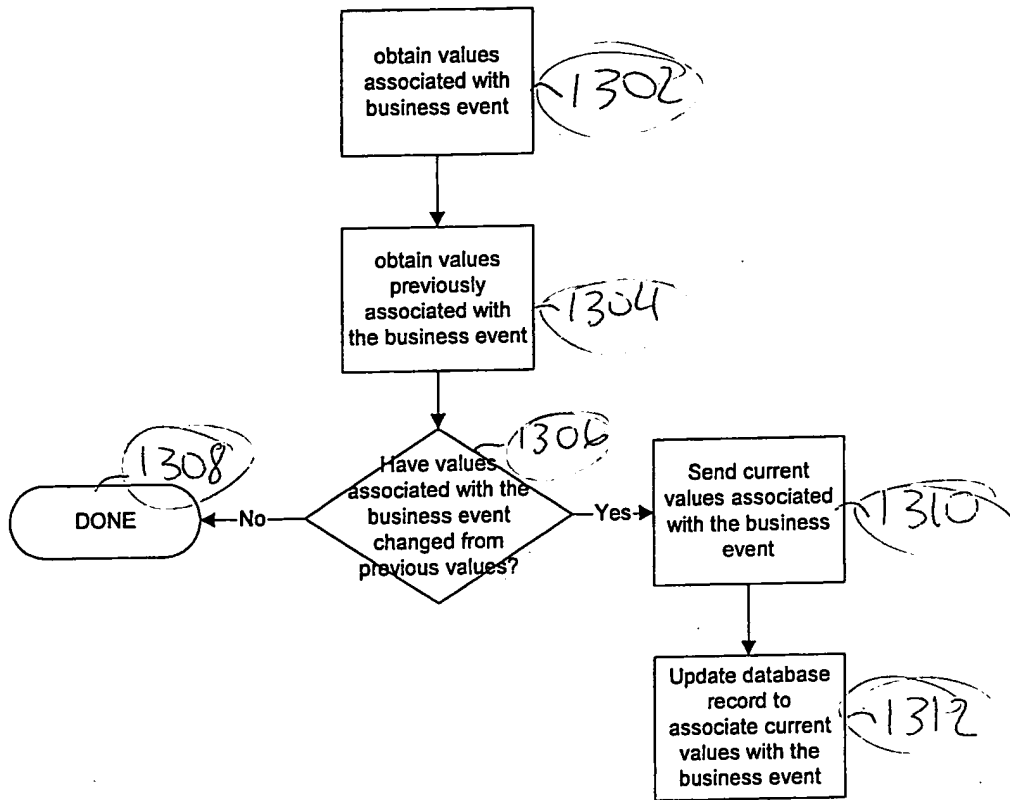 obtain values
associated with
business event
1302
obtain values
previously
associated with
the business event
1304
1306
Have values
associated with the
business event
changed from
previous values?
1308
DONE
No
Yes
Send current
values associated
with the business
event
1310
Update database
record to
associate current
values with the
business event
1312